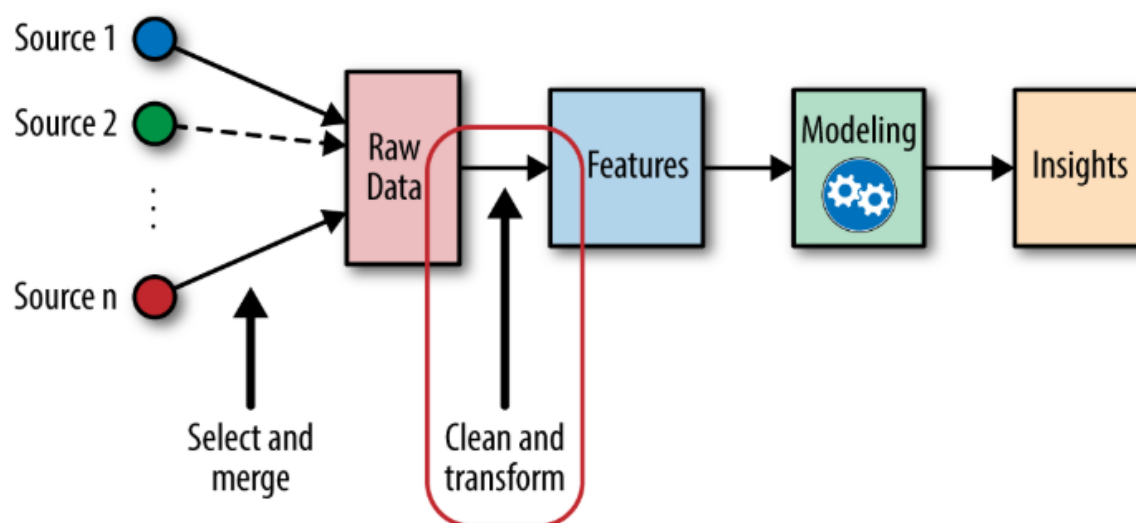 Source 1
Source 2
Source n
Raw
Data
Features
Modeling
Insights
Select and
merge
Clean and
transform